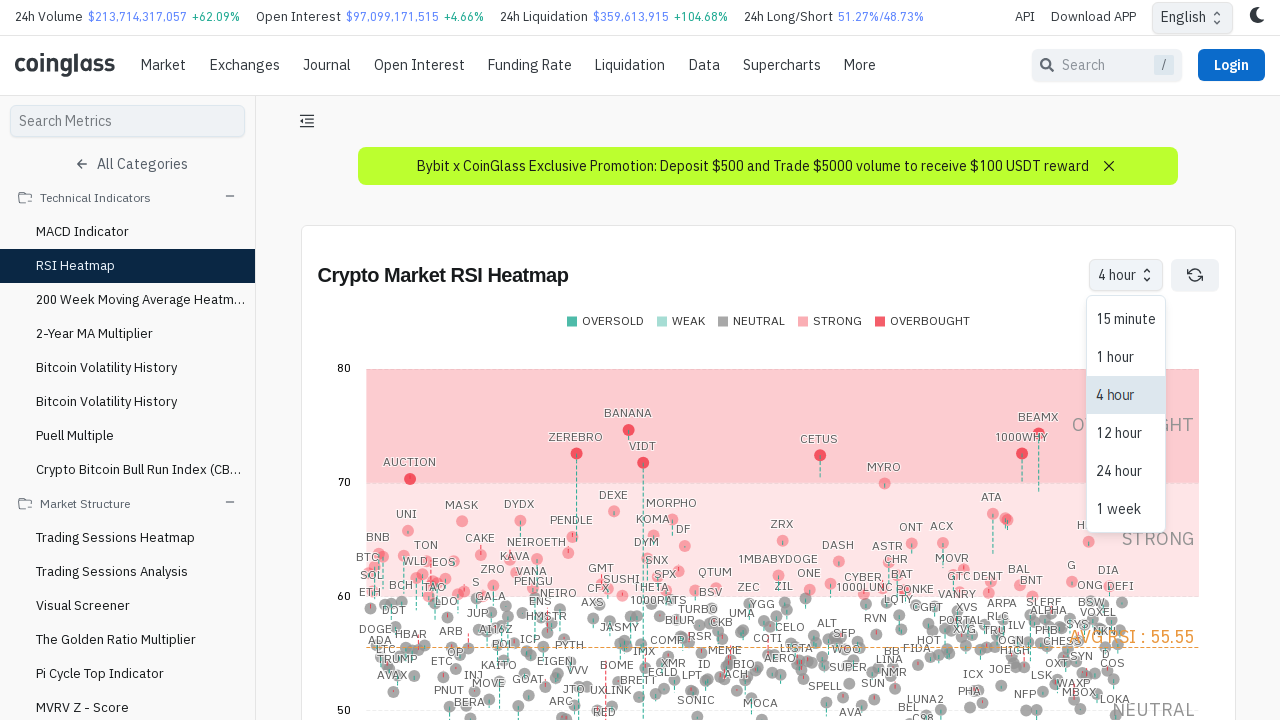 24h Volume $213,714,317,057 +62.09% Open Interest $97,099,171,515 +4.66% 24h Liquidation $359,613,915 +104.68% 24h Long/Short 51.27%/48.73% API Download APP English
coinglass Market Exchanges Journal Open Interest Funding Rate Liquidation Data Supercharts More Search / Login
Search Metrics
All Categories
Technical Indicators
MACD Indicator
RSI Heatmap
200 Week Moving Average Heatm...
2-Year MA Multiplier
Bitcoin Volatility History
Bitcoin Volatility History
Puell Multiple
Crypto Bitcoin Bull Run Index (CB...
Market Structure
Trading Sessions Heatmap
Trading Sessions Analysis
Visual Screener
The Golden Ratio Multiplier
Pi Cycle Top Indicator
MVRV Z - Score
Bybit x CoinGlass Exclusive Promotion: Deposit $500 and Trade $5000 volume to receive $100 USDT reward
Crypto Market RSI Heatmap
4 hour
15 minute
1 hour
4 hour
12 hour
24 hour
1 week
OVERSOLD WEAK NEUTRAL STRONG OVERBOUGHT
80
BANANA BEAMX
ZEREBRO VIDT CETUS 1000WHY
AUCTION MYRO
70
MASK DYDX DEXE MORPHO ATA
UNI PENDLE KOMA DF ZRX ONT ACX
STRONG
BNB TON CAKE NEIROETH DYM DASH ASTR
BTC WLD EOS KAVA SNX 1MBABYDOGE CHR MOVR
SOL ZRO VANA GMT SPX QTUM ZIL ONE CYBER BAT GTC DENT BAL G DIA
ETH BCH TAO S PENGU CFX SUSHI HETA BSV ZEC 1000LUNC PONKE BNT ONG DEFI
60
DOT LDO GALA ENS NEIRO AXS 1000RATS TURBO YGG LQTY CGPT VANRY XVS ARPA SLERF BSW
JUP HMSTR UMA RLC ALPHA VOXEL
DOGE HBAR ARB AI16Z JASMY BLUR CKB CELO ALT RVN PORTAL XVG TRU ILV PHB SYS NKN
ADA ICP PYTH COMP RSR COTI SFP HOT COGN CHESS
AVG RSI : 55.55
LTC OP POL IMX MEME LISTA WOO BB FIDA HIGH
TRUMP ETC KAITO EIGEN BOME XMR ID BIO AERO SUPER LINA OXT SYN D COS
AVAX INJ VVV EGLD LPT ACH NMR ICX JOE LSK
PNUT MOVE GOAT JTO UXLINK BRETT SPELL SUN PHA NFP WAXP MBOX
BERA ARC SONIC MOCA LUNA2 LOKA
50
RED AVA BEL C98
NEUTRAL